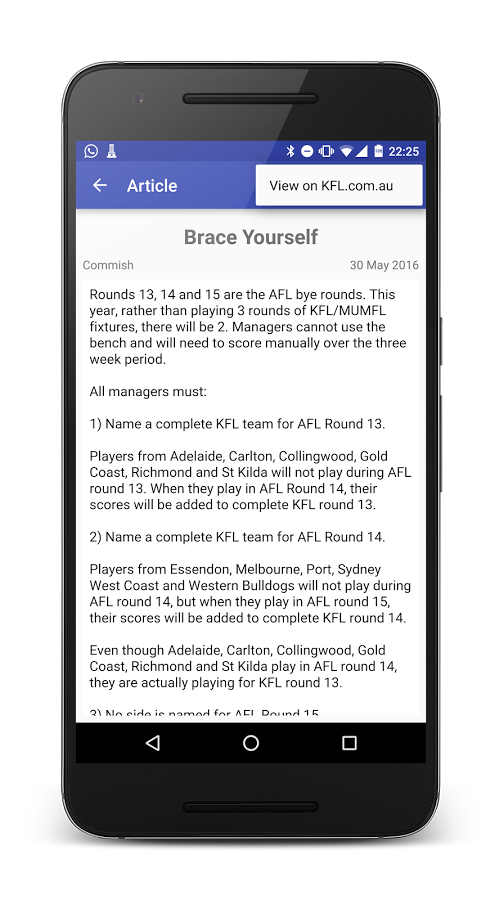 22:25
Article
View on KFL.com.au
Brace Yourself
Commish
30 May 2016
Rounds 13, 14 and 15 are the AFL bye rounds. This
year, rather than playing 3 rounds of KFL/MUMFL
fixtures, there will be 2. Managers cannot use the
bench and will need to score manually over the three
week period.
All managers must:
1) Name a complete KFL team for AFL Round 13.
Players from Adelaide, Carlton, Collingwood, Gold
Coast, Richmond and St Kilda will not play during AFL
round 13. When they play in AFL Round 14, their
scores will be added to complete KFL round 13.
2) Name a complete KFL team for AFL Round 14.
Players from Essendon, Melbourne, Port, Sydney
West Coast and Western Bulldogs will not play during
AFL round 14, but when they play in AFL round 15,
their scores will be added to complete KFL round 14.
Even though Adelaide, Carlton, Collingwood, Gold
Coast, Richmond and St Kilda play in AFL round 14,
they are actually playing for KFL round 13.
3) No side is named for AFL Round 15